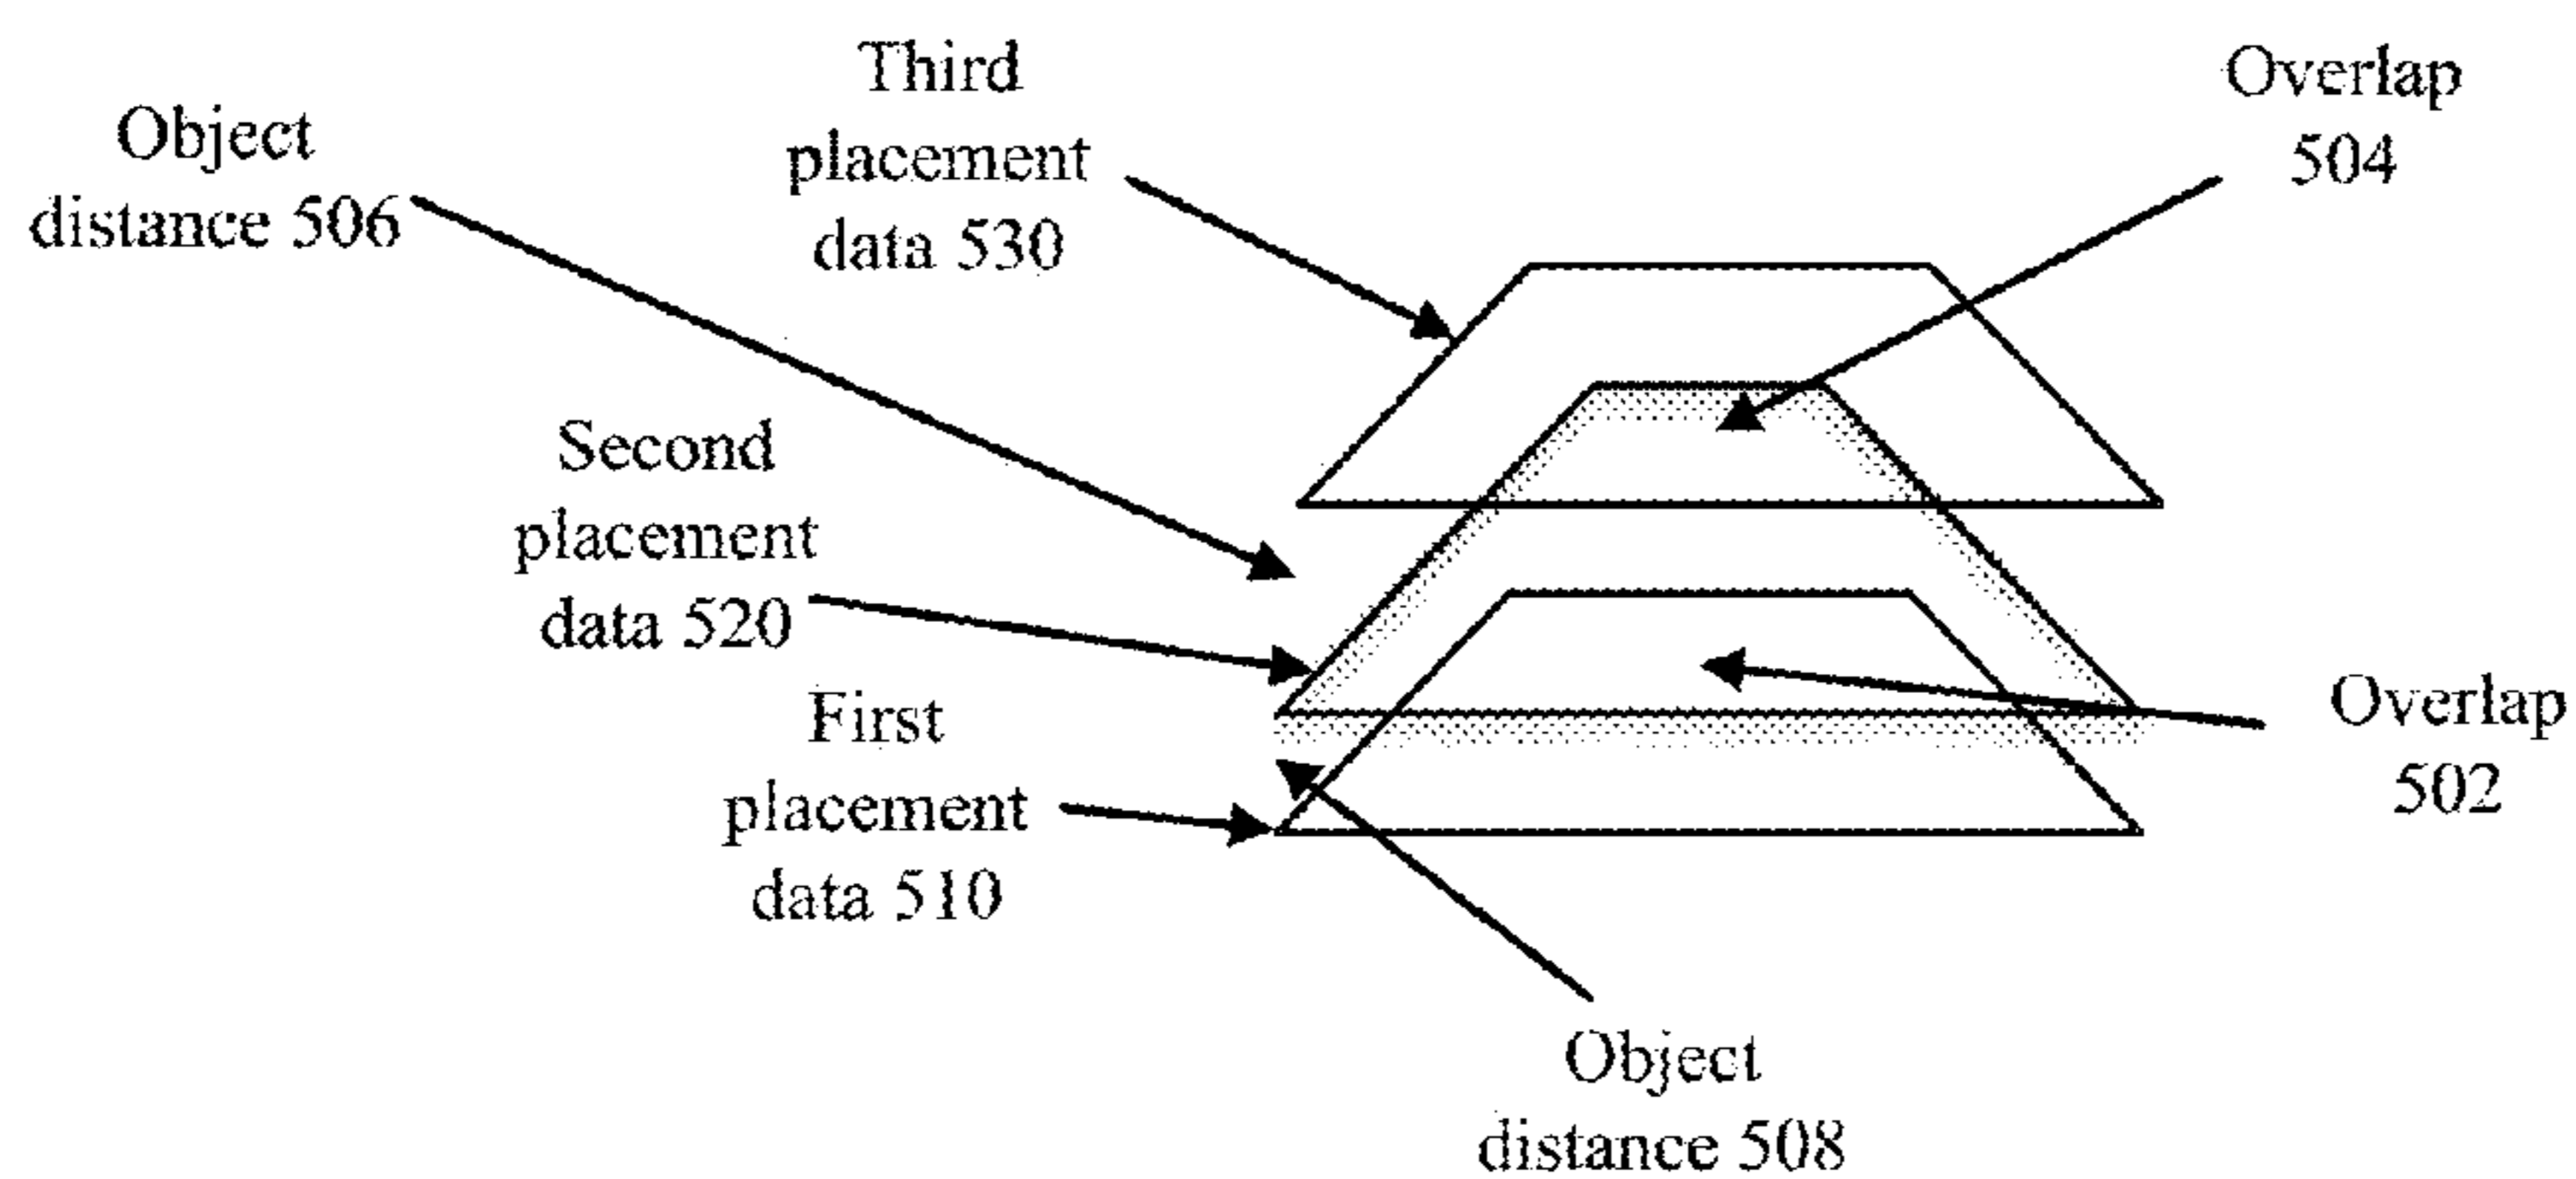 Third
placement
data 530
Overlap
504
Object
distance 506
Second
placement
data 520
First
placement
data 510
Overlap
502
Object
distance 508